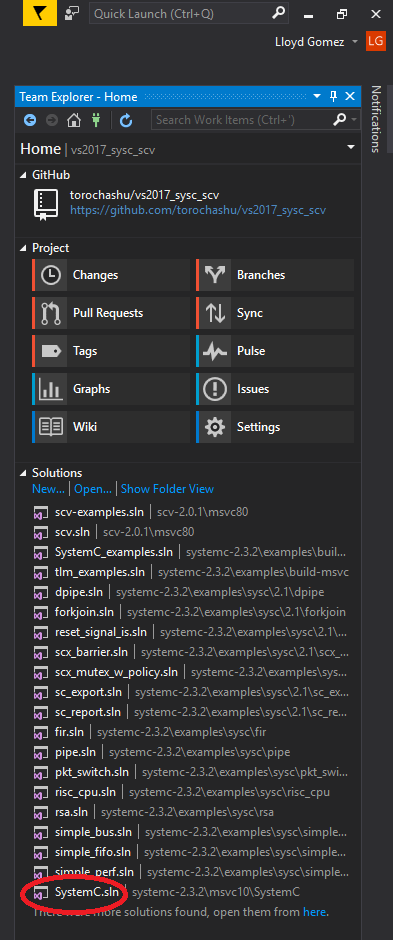 Quick Launch (Ctrl+Q)
Lloyd Gomez LG
Notifications
Team Explorer - Home
Search Work Items (Ctrl+')
Home | vs2017_sysc_scv
GitHub
torochashu/vs2017_sysc_scv
https://github.com/torochashu/vs2017_sysc_scv
Project
Changes Branches
Pull Requests Sync
Tags Pulse
Graphs Issues
Wiki Settings
Solutions
New... | Open... | Show Folder View
scv-examples.sln | scv-2.0.1\msvc80
scv.sln | scv-2.0.1\msvc80
SystemC_examples.sln | systemc-2.3.2\examples\buil...
tlm_examples.sln | systemc-2.3.2\examples\build-msvc
dpipe.sln | systemc-2.3.2\examples\sysc\2.1\dpipe
forkjoin.sln | systemc-2.3.2\examples\sysc\2.1\forkjoin
reset_signal_is.sln | systemc-2.3.2\examples\sysc\2.1\...
scx_barrier.sln | systemc-2.3.2\examples\sysc\2.1\scx_...
scx_mutex_w_policy.sln | systemc-2.3.2\examples\sys...
sc_export.sln | systemc-2.3.2\examples\sysc\2.1\sc_ex...
sc_report.sln | systemc-2.3.2\examples\sysc\2.1\sc_re...
fir.sln | systemc-2.3.2\examples\sysc\fir
pipe.sln | systemc-2.3.2\examples\sysc\pipe
pkt_switch.sln | systemc-2.3.2\examples\sysc\pkt_swi...
risc_cpu.sln | systemc-2.3.2\examples\sysc\risc_cpu
rsa.sln | systemc-2.3.2\examples\sysc\rsa
simple_bus.sln | systemc-2.3.2\examples\sysc\simple...
simple_fifo.sln | systemc-2.3.2\examples\sysc\simple...
simple_perf.sln | systemc-2.3.2\examples\sysc\simple...
SystemC.sln | systemc-2.3.2\msvc10\SystemC
There were more solutions found, open them from here.